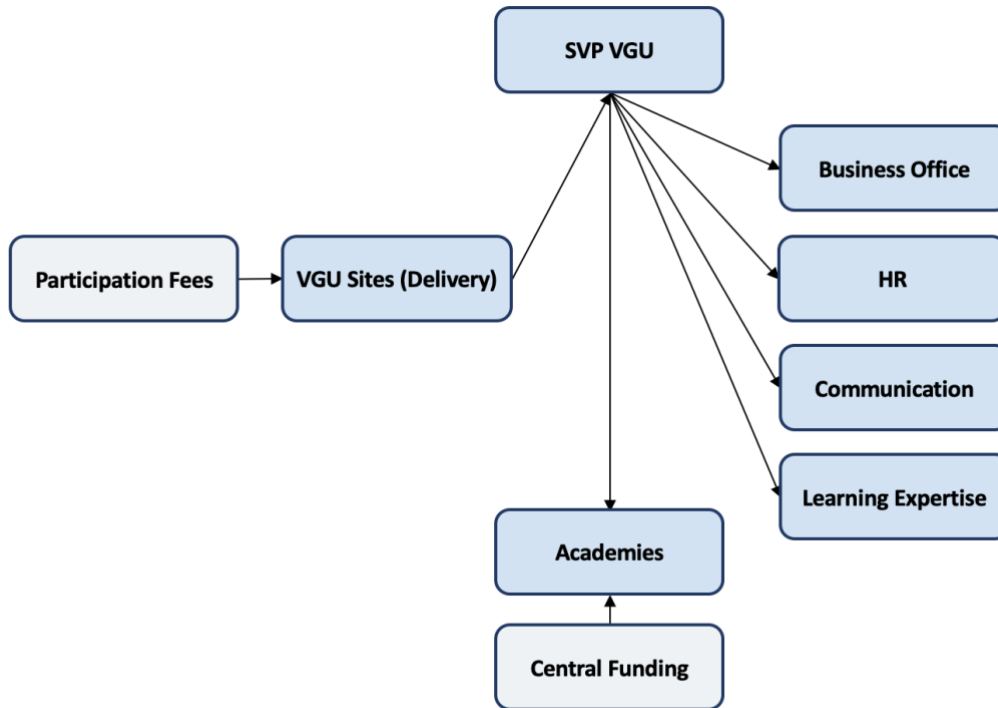 SVP VGU
Business Office
Participation Fees
VGU Sites (Delivery)
HR
Communication
Learning Expertise
Academies
Central Funding